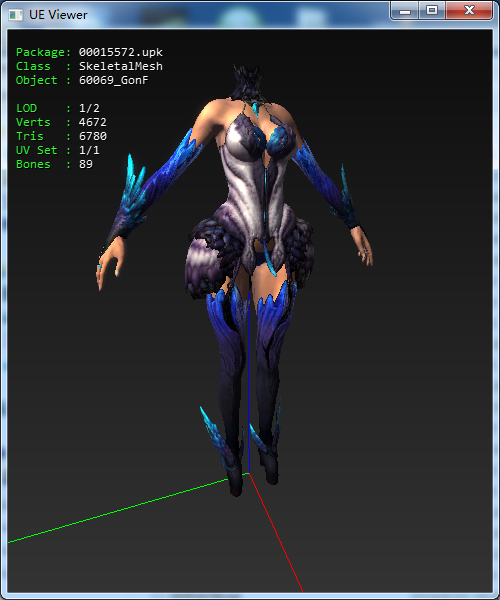 UE Viewer
Package: 00015572.upk
Class : SkeletalMesh
Object : 60069_GonF
LOD : 1/2
Verts : 4672
Tris : 6780
UV Set : 1/1
Bones : 89